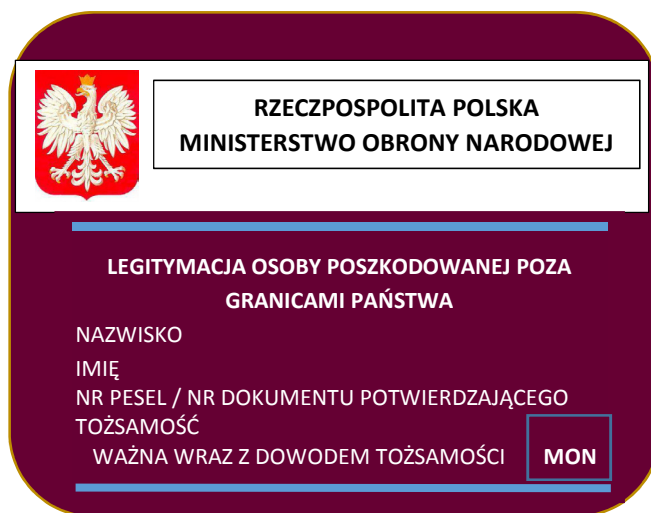 RZECZPOSPOLITA POLSKA
MINISTERSTWO OBRONY NARODOWEJ
LEGITYMACJA OSOBY POSZKODOWANEJ POZA
GRANICAMI PAŃSTWA
NAZWISKO
IMIĘ
NR PESEL / NR DOKUMENTU POTWIERDZAJĄCEGO
TOŻSAMOŚĆ
WAŻNA WRAZ Z DOWODEM TOŻSAMOŚCI MON